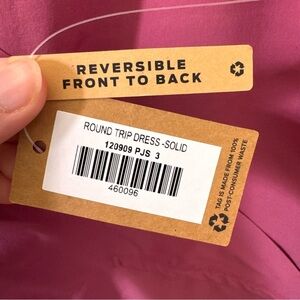 REVERSIBLE
FRONT TO BACK
ROUND TRIP DRESS -SOLID
120909 PJS 3
460096
TAG IS MADE FROM 100%
POST-CONSUMER WASTE